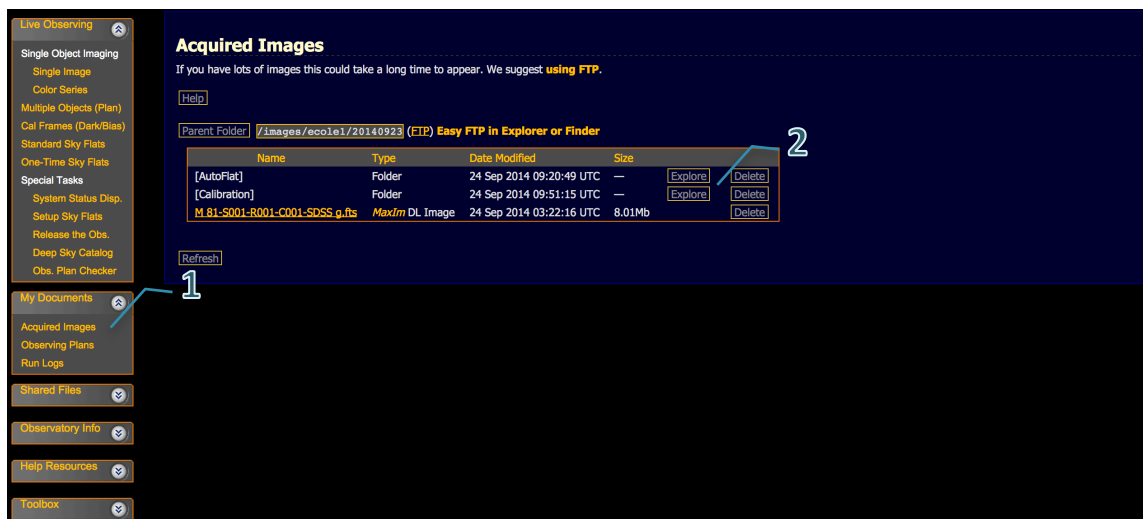 Live Observing
Single Object Imaging
Single Image
Color Series
Multiple Objects (Plan)
Cal Frames (Dark/Bias)
Standard Sky Flats
One-Time Sky Flats
Special Tasks
System Status Disp.
Setup Sky Flats
Release the Obs.
Deep Sky Catalog
Obs. Plan Checker
My Documents
Acquired Images
Observing Plans
Run Logs
Shared Files
Observatory Info
Help Resources
Toolbox
1
Acquired Images
If you have lots of images this could take a long time to appear. We suggest using FTP.
Help
Parent Folder /images/ecole1/20140923 (FTP) Easy FTP in Explorer or Finder
2
Name Type Date Modified Size
[AutoFlat] Folder 24 Sep 2014 09:20:49 UTC — Explore Delete
[Calibration] Folder 24 Sep 2014 09:51:15 UTC — Explore Delete
M 81-S001-R001-C001-SDSS g.fts MaxIm DL Image 24 Sep 2014 03:22:16 UTC 8.01Mb Delete
Refresh